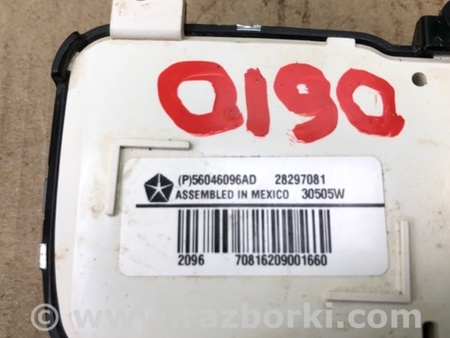 0190
(P)56046096AD 28297081
ASSEMBLED IN MEXICO 30505W
2096 70816209001660
www.razborki.com